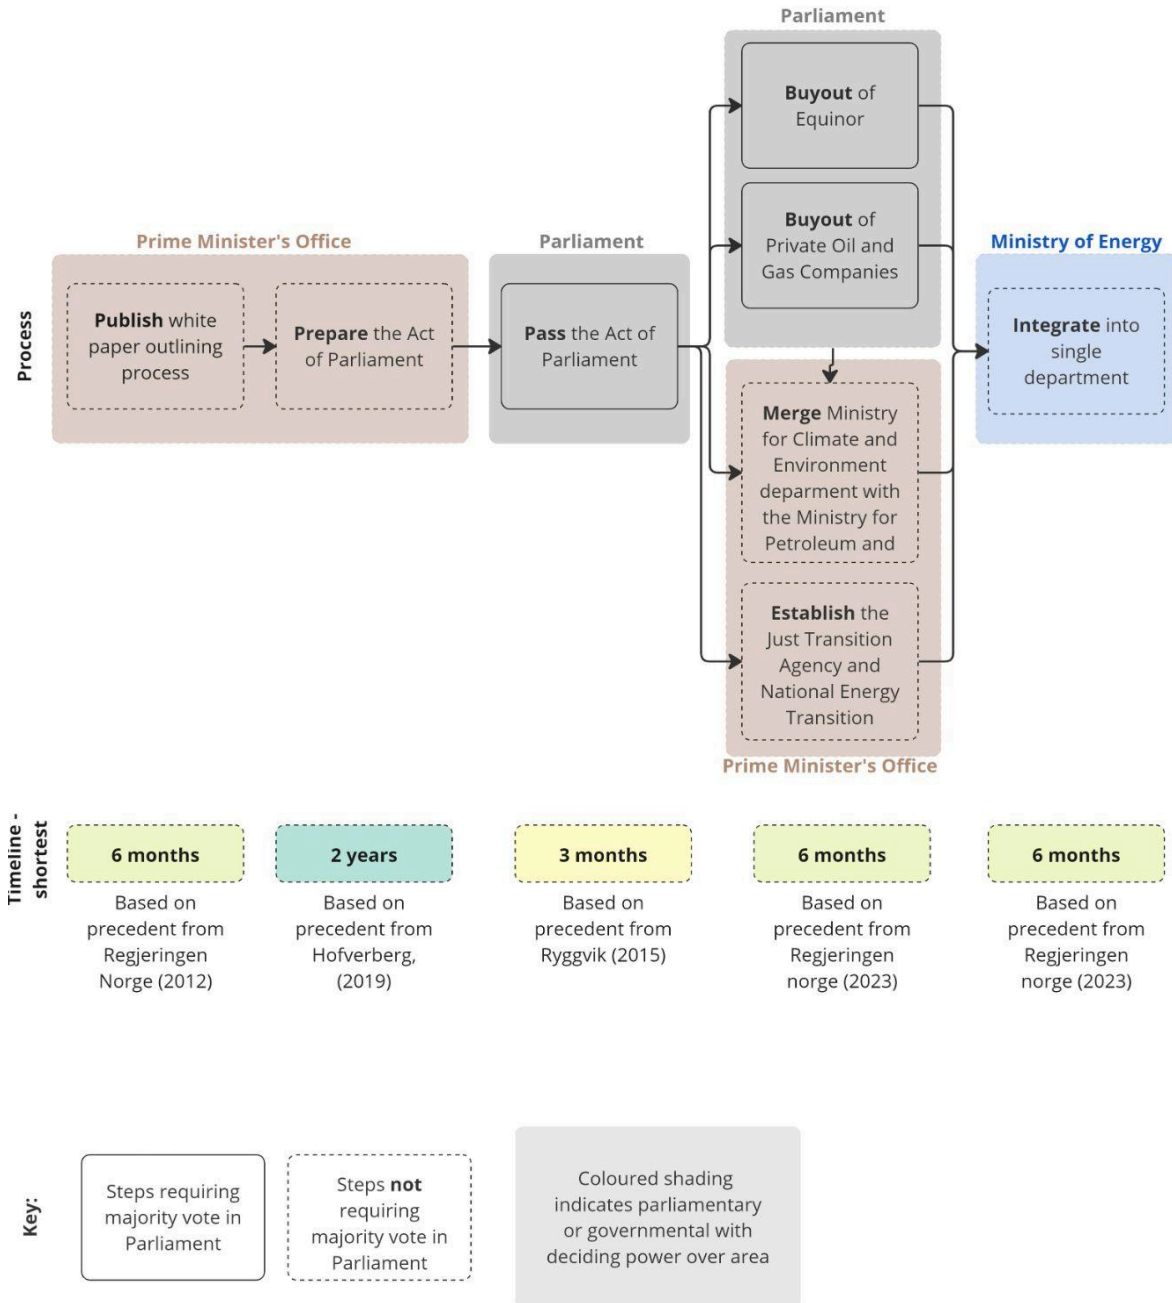 Parliament
Buyout of
Equinor
Buyout of
Private Oil and
Gas Companies
Prime Minister's Office
Parliament
Ministry of Energy
Process
Publish white
paper outlining
process
Prepare the Act
of Parliament
Pass the Act of
Parliament
Integrate into
single
department
Merge Ministry
for Climate and
Environment
deparment with
the Ministry for
Petroleum and
Establish the
Just Transition
Agency and
National Energy
Transition
Prime Minister's Office
Timeline -
shortest
6 months
2 years
3 months
6 months
6 months
Based on
precedent from
Regjeringen
Norge (2012)
Based on
precedent from
Hofverberg,
(2019)
Based on
precedent from
Ryggvik (2015)
Based on
precedent from
Regjeringen
norge (2023)
Based on
precedent from
Regjeringen
norge (2023)
Key:
Steps requiring
majority vote in
Parliament
Steps not
requiring
majority vote in
Parliament
Coloured shading
indicates parliamentary
or governmental with
deciding power over area